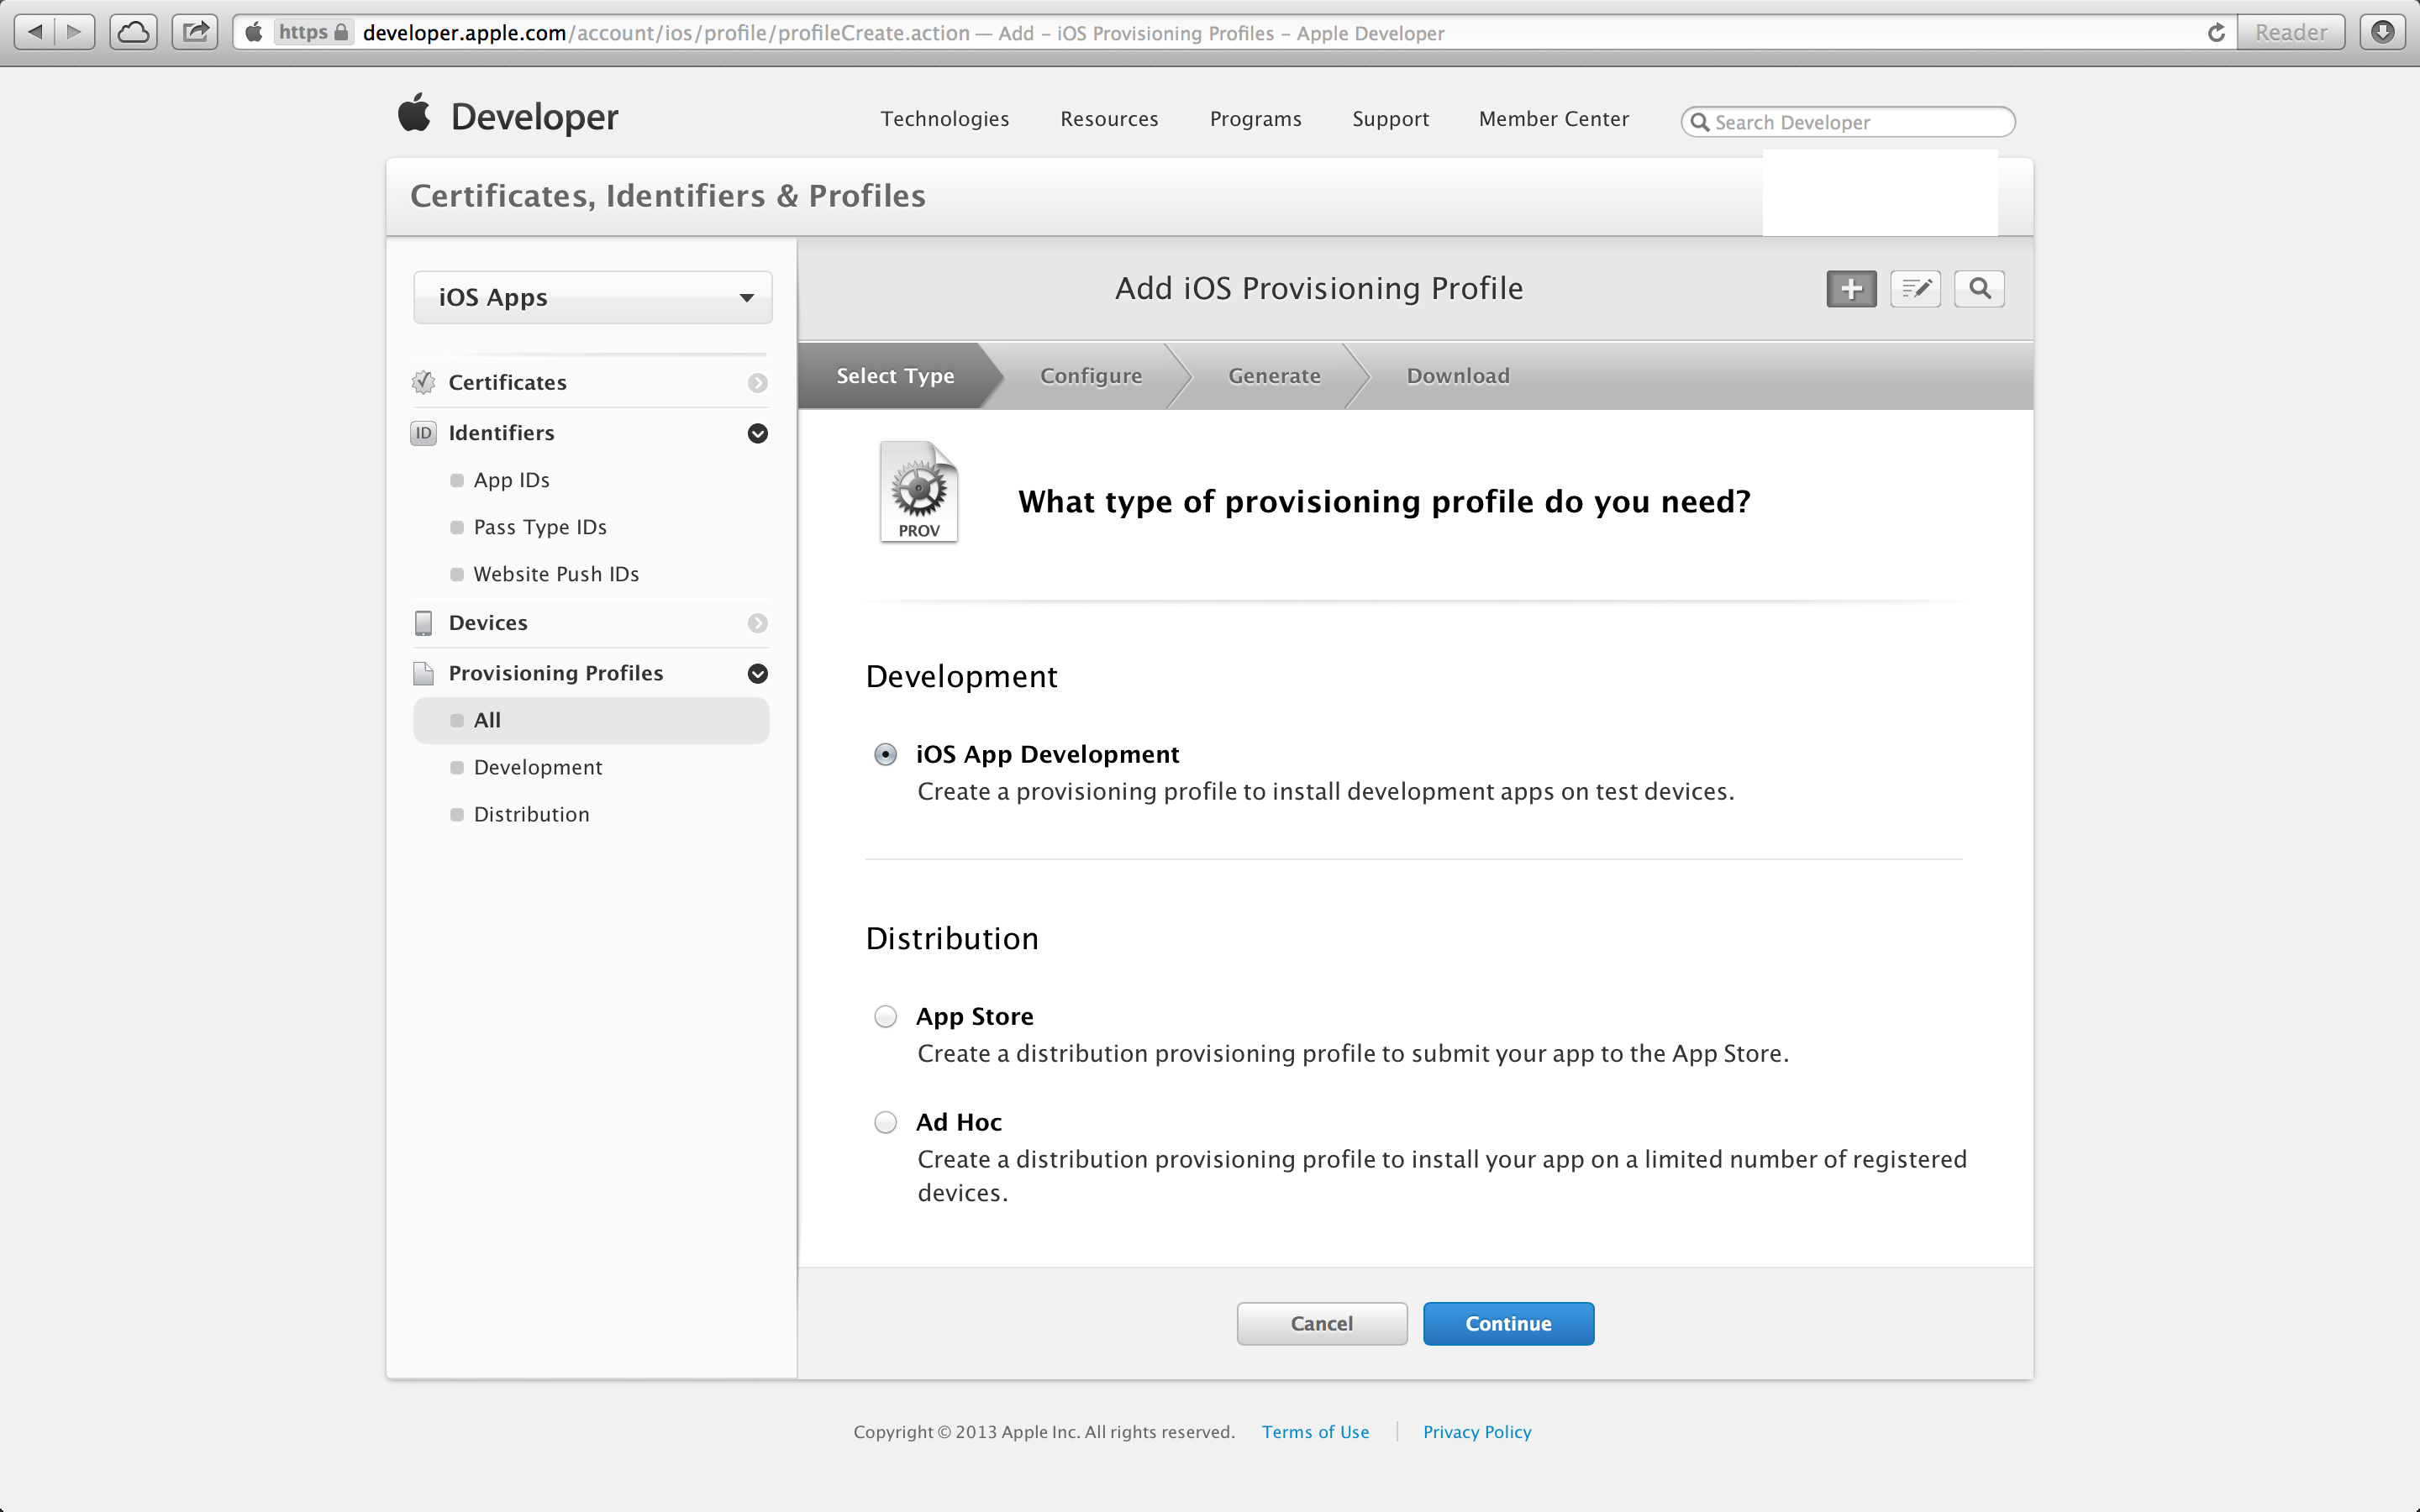 https developer.apple.com/account/ios/profile/profileCreate.action — Add – iOS Provisioning Profiles – Apple Developer Reader
Developer Technologies Resources Programs Support Member Center Search Developer
Certificates, Identifiers & Profiles
iOS Apps
Certificates
ID Identifiers
App IDs
Pass Type IDs
Website Push IDs
Devices
Provisioning Profiles
All
Development
Distribution
Add iOS Provisioning Profile
Select Type Configure Generate Download
PROV
What type of provisioning profile do you need?
Development
iOS App Development
Create a provisioning profile to install development apps on test devices.
Distribution
App Store
Create a distribution provisioning profile to submit your app to the App Store.
Ad Hoc
Create a distribution provisioning profile to install your app on a limited number of registered
devices.
Cancel Continue
Copyright © 2013 Apple Inc. All rights reserved. Terms of Use Privacy Policy